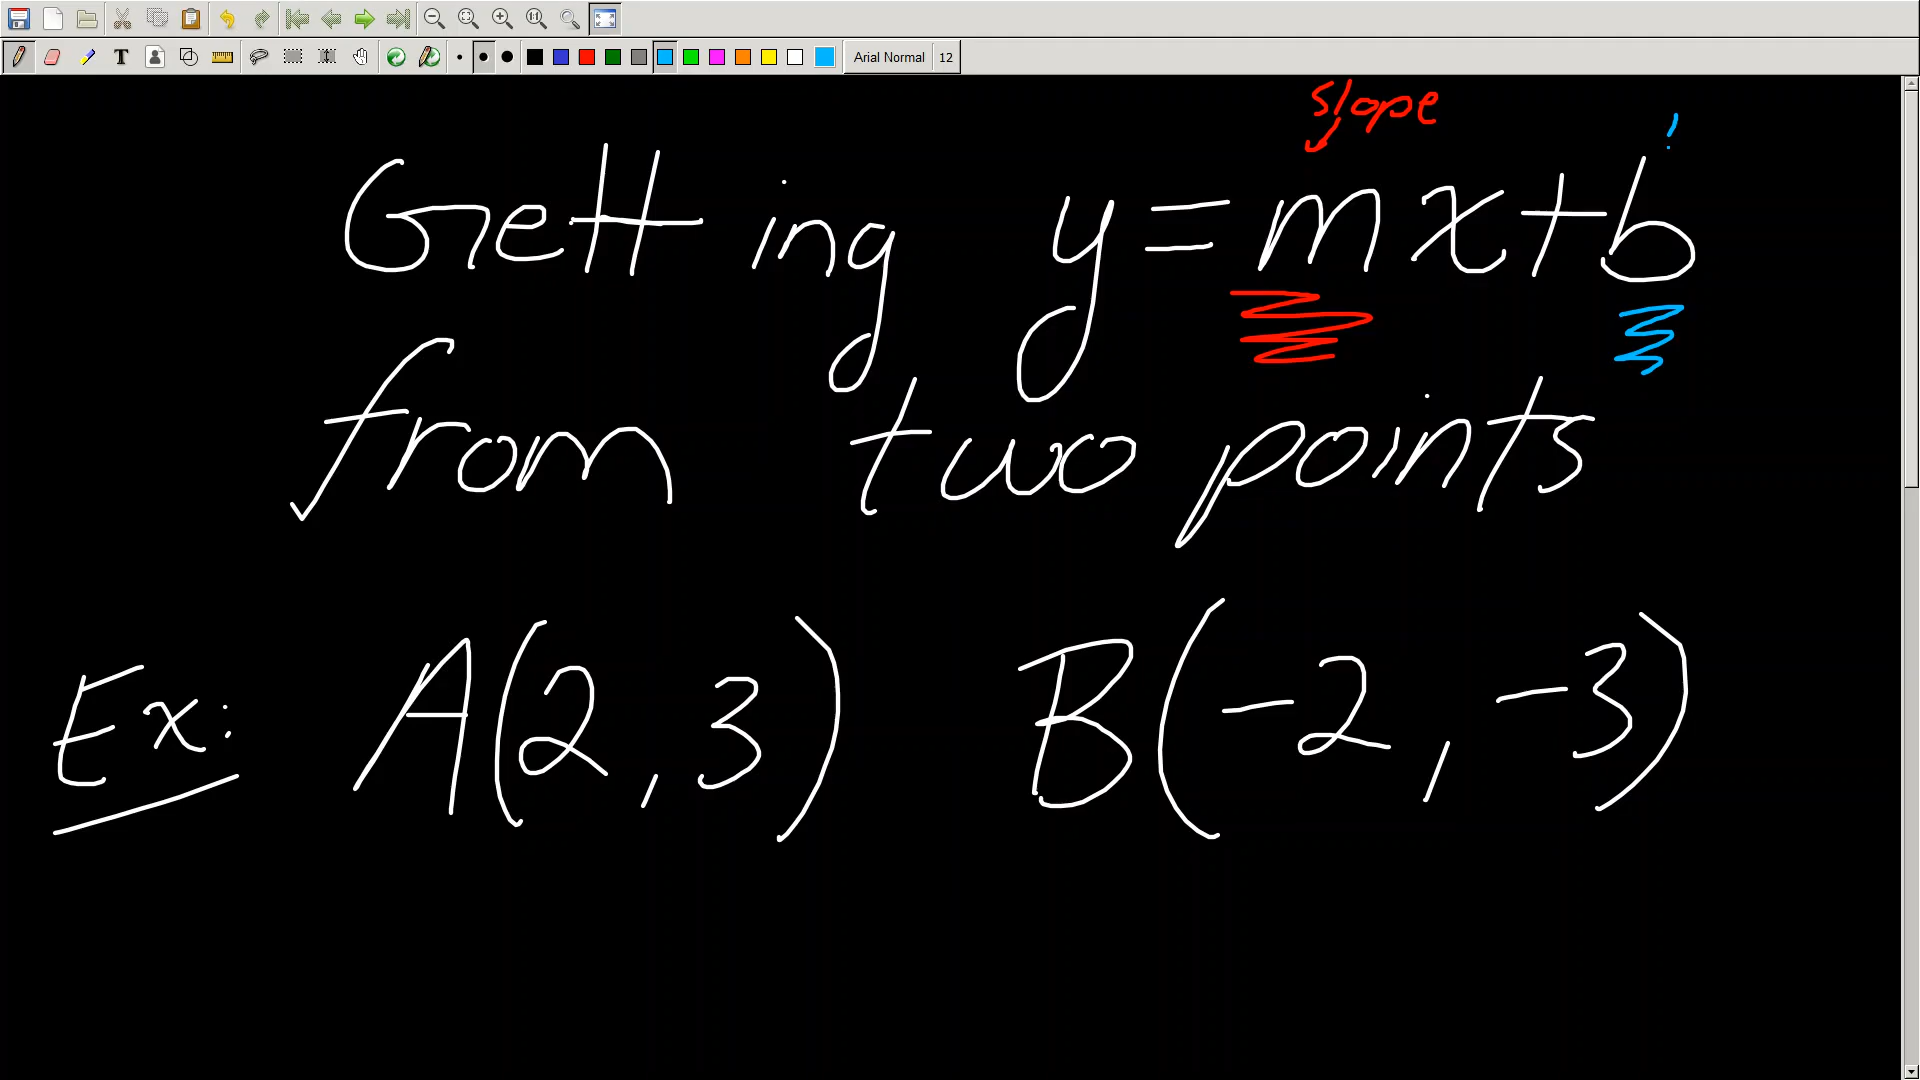 Arial Normal 12
slope
Getting y=mx+b
from two points
Ex: A(2,3) B(-2,-3)